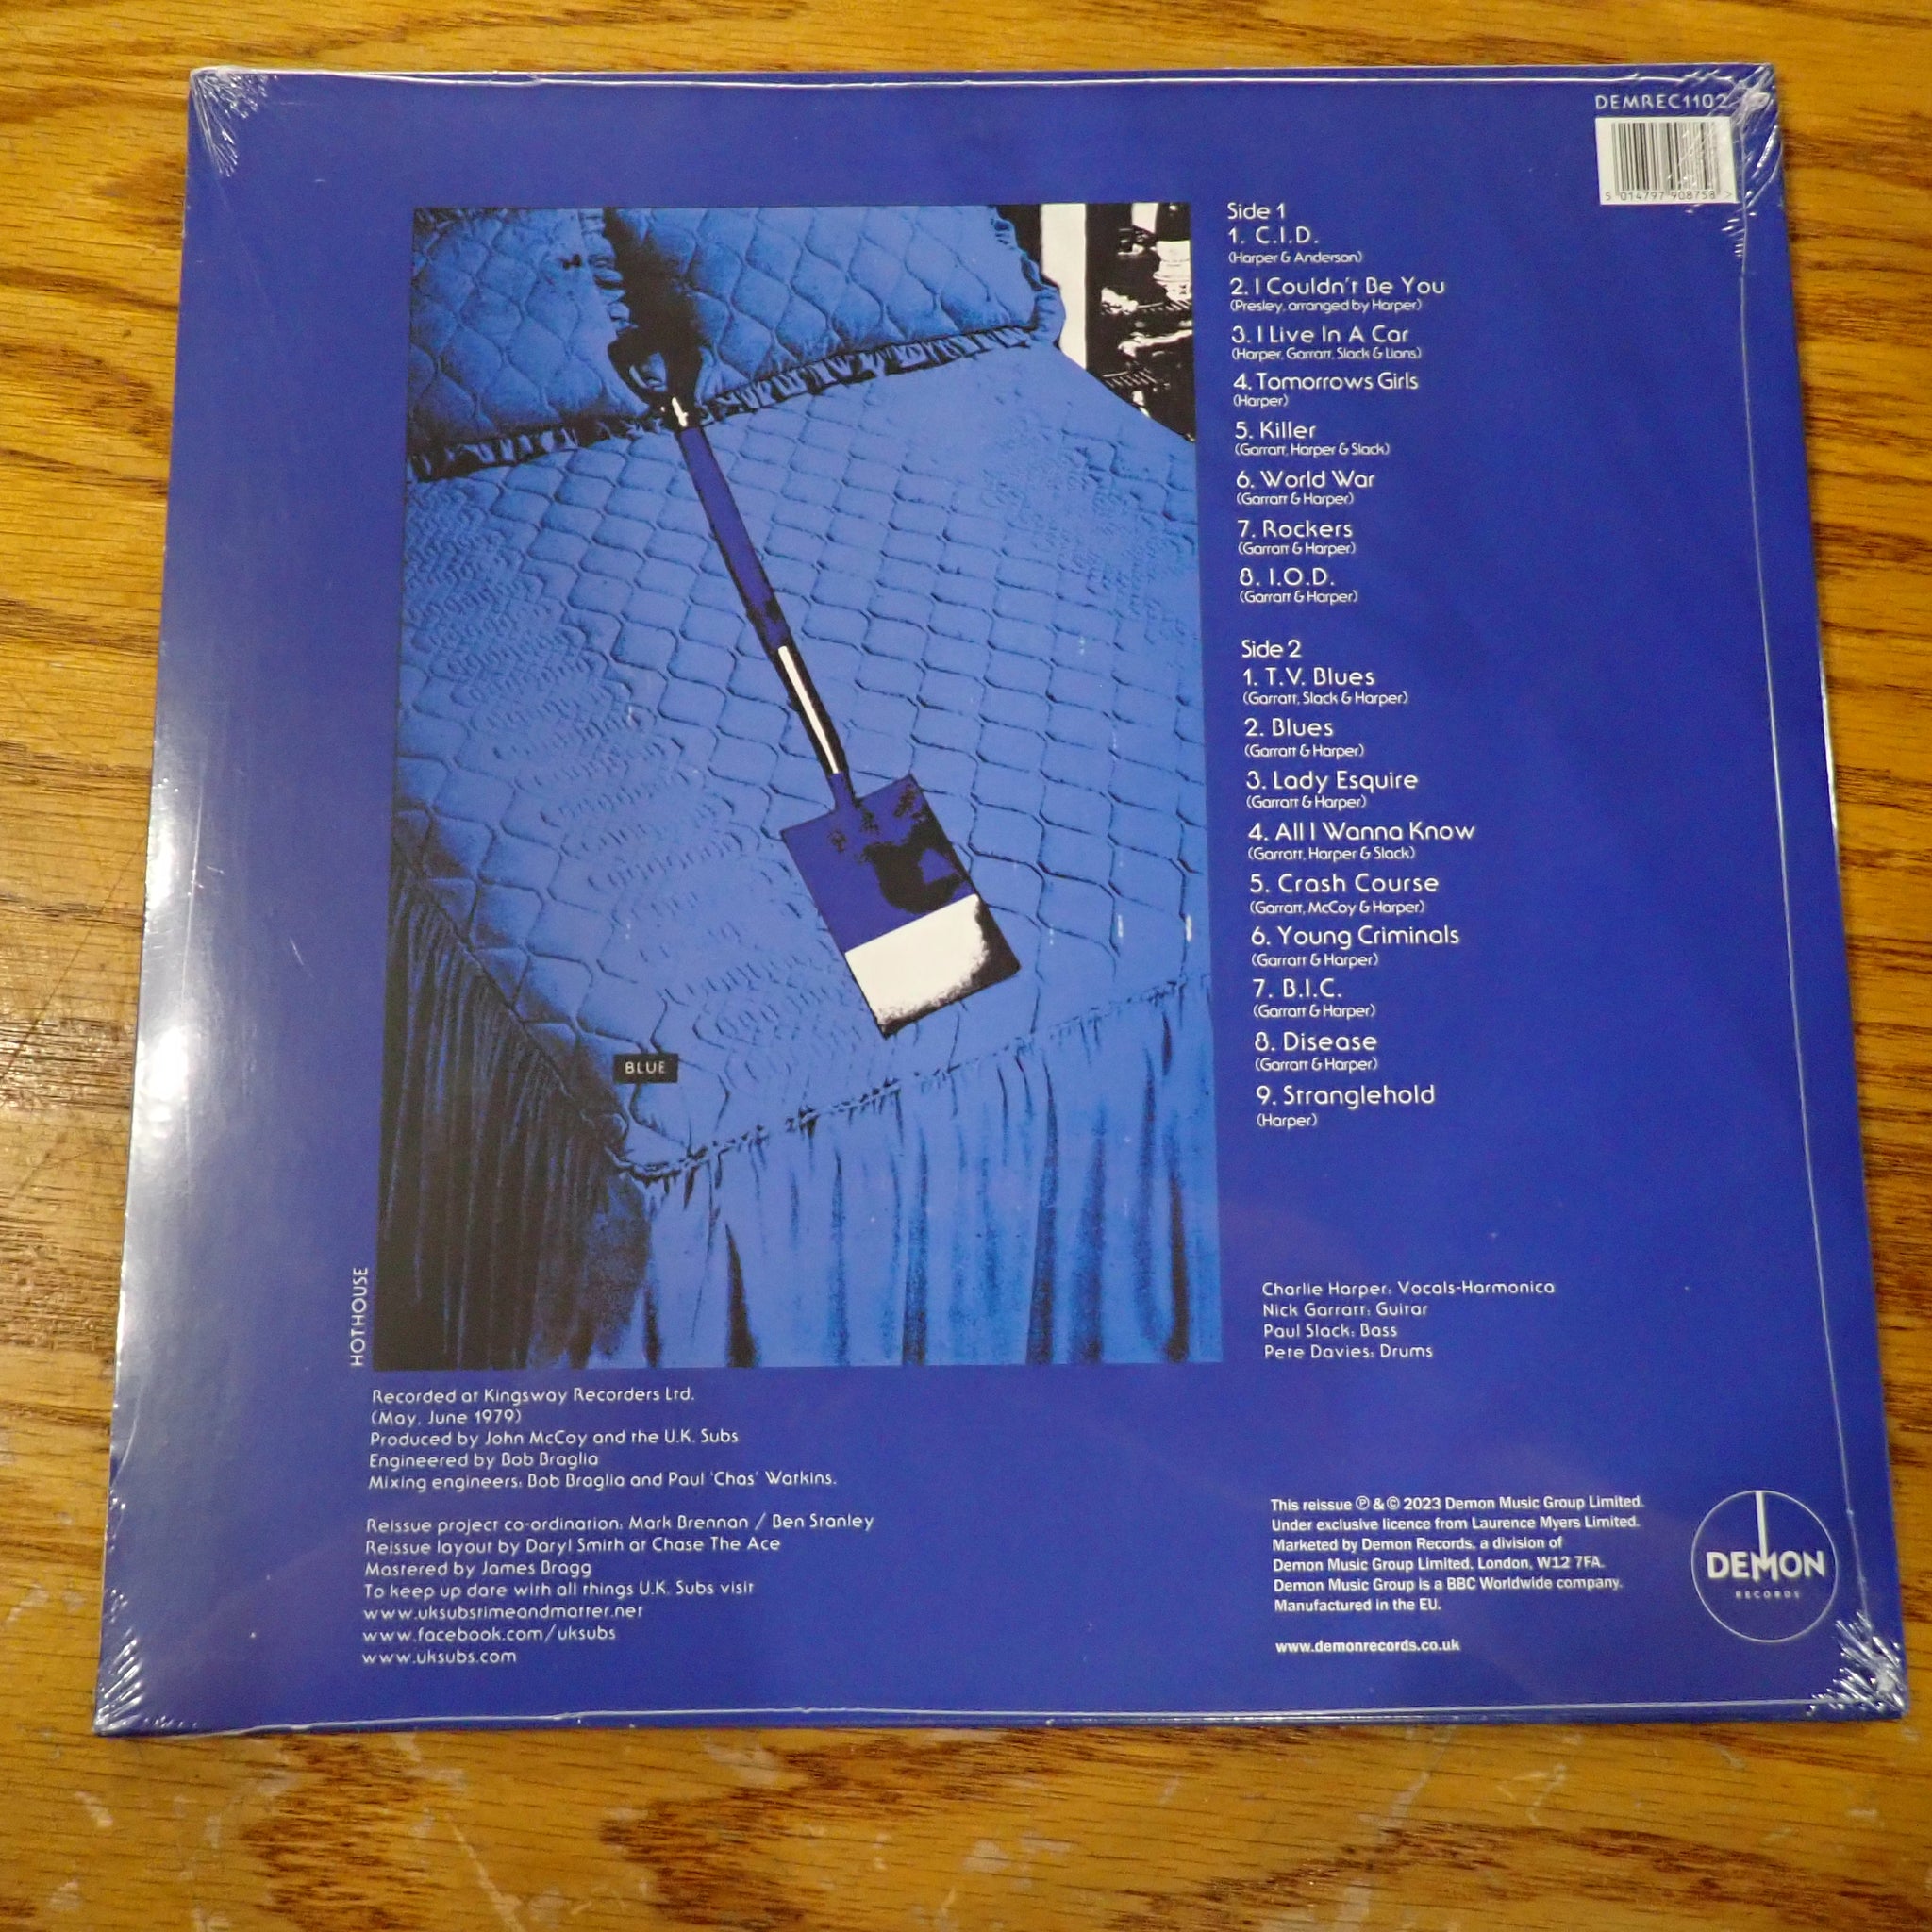 DEMREC1102
5 014797 908758 >
Side 1
1. C.I.D.
(Harper & Anderson)
2. I Couldn't Be You
(Presley, arranged by Harper)
3. I Live In A Car
(Harper, Garratt, Slack & Lions)
4. Tomorrows Girls
(Harper)
5. Killer
(Garratt, Harper & Slack)
6. World War
(Garratt & Harper)
7. Rockers
(Garratt & Harper)
8. I.O.D.
(Garratt & Harper)
Side 2
1. T.V. Blues
(Garratt, Slack & Harper)
2. Blues
(Garratt & Harper)
3. Lady Esquire
(Garratt & Harper)
4. All I Wanna Know
(Garratt, Harper & Slack)
5. Crash Course
(Garratt, McCoy & Harper)
6. Young Criminals
(Garratt & Harper)
7. B.I.C.
(Garratt & Harper)
8. Disease
(Garratt & Harper)
9. Stranglehold
(Harper)
BLUE
HOTHOUSE
Charlie Harper: Vocals-Harmonica
Nick Garratt: Guitar
Paul Slack: Bass
Pete Davies: Drums
Recorded at Kingsway Recorders Ltd.
(May, June 1979)
Produced by John McCoy and the U.K. Subs
Engineered by Bob Braglia
Mixing engineers: Bob Braglia and Paul 'Chas' Watkins.
Reissue project co-ordination: Mark Brennan / Ben Stanley
Reissue layout by Daryl Smith at Chase The Ace
Mastered by James Bragg
To keep up date with all things U.K. Subs visit
www.uksubstimeandmatter.net
www.facebook.com/uksubs
www.uksubs.com
This reissue ℗ & © 2023 Demon Music Group Limited.
Under exclusive licence from Laurence Myers Limited.
Marketed by Demon Records, a division of
Demon Music Group Limited, London, W12 7FA.
Demon Music Group is a BBC Worldwide company.
Manufactured in the EU.
www.demonrecords.co.uk
DEMON
RECORDS